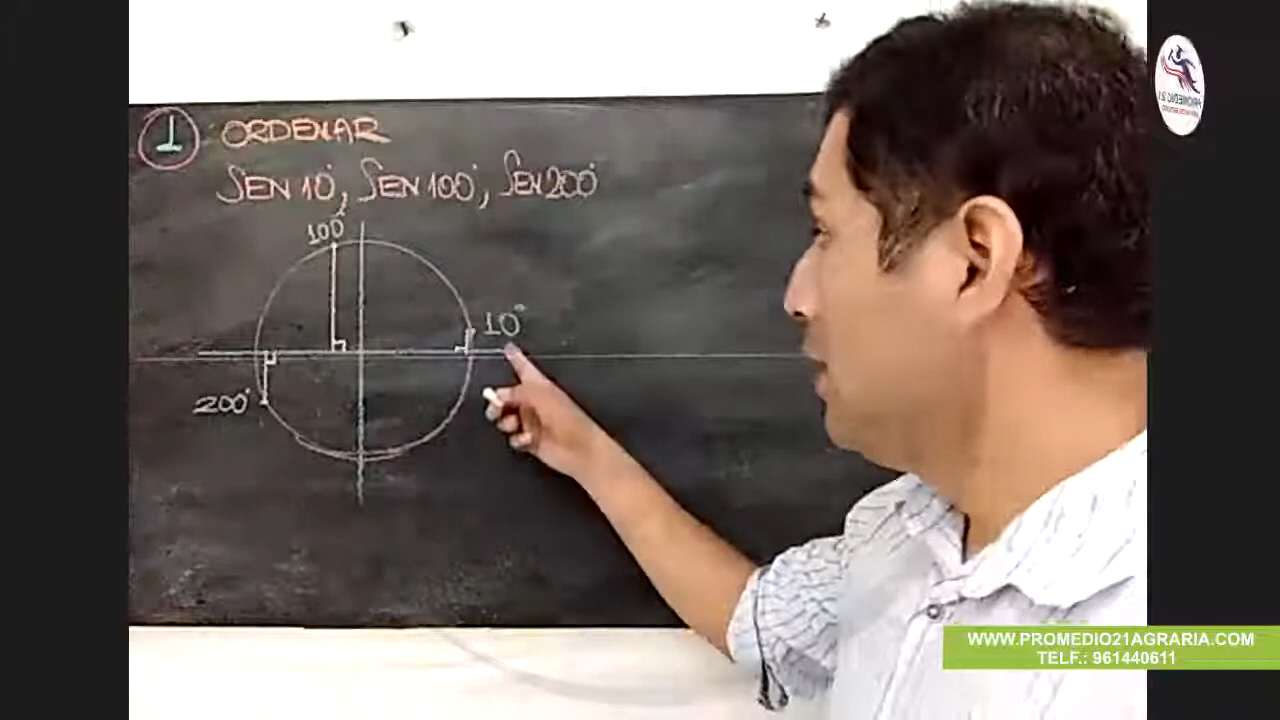 1 ORDENAR
SEN 10°, SEN 100°, SEN 200°
100°
10°
200°
WWW.PROMEDIO21AGRARIA.COM
TELF.: 961440611